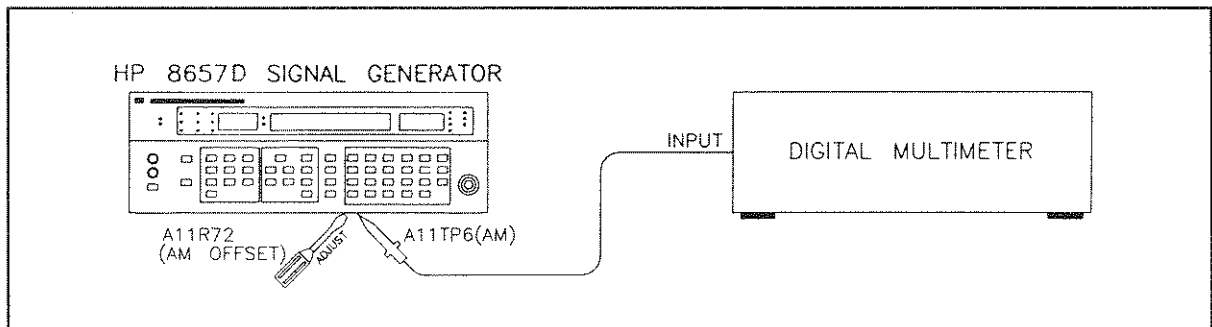 HP 8657D SIGNAL GENERATOR
INPUT
DIGITAL MULTIMETER
A11R72
(AM OFFSET)
ADJUST
A11TP6(AM)